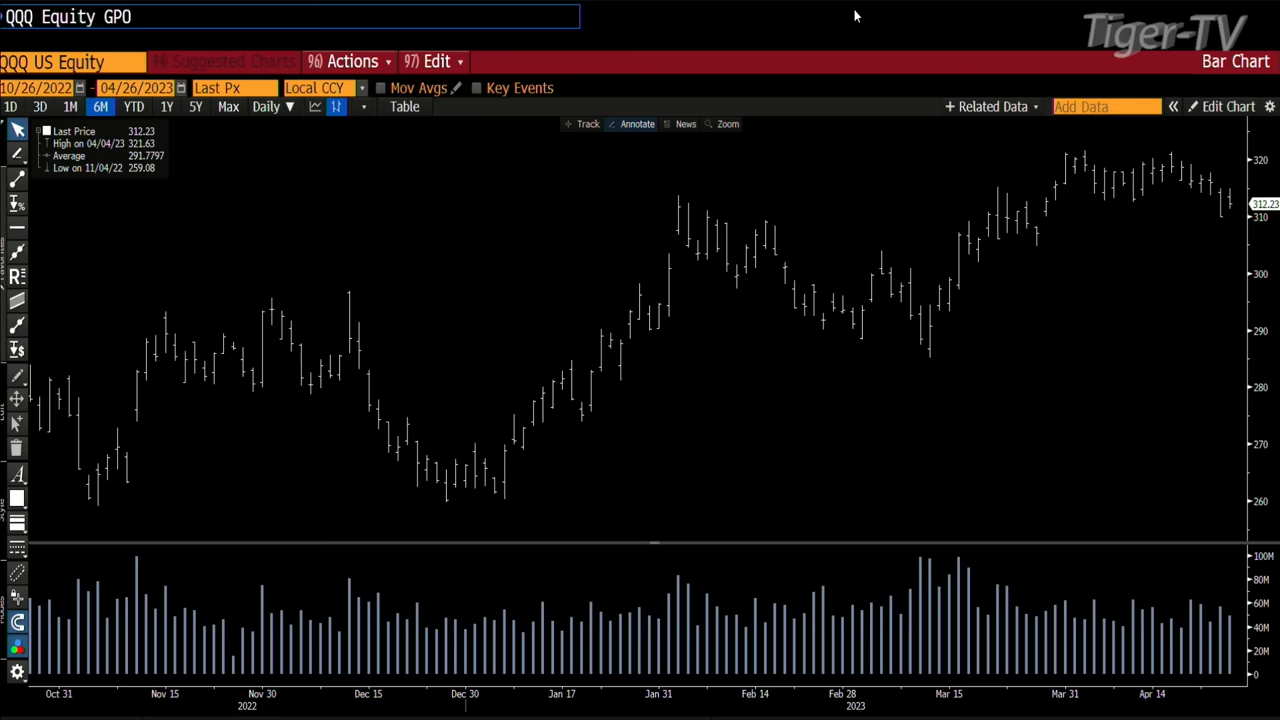 QQQ Equity GPO
Tiger-TV
QQQ US Equity
94) Suggested Charts
96) Actions
97) Edit
Bar Chart
10/26/2022 - 04/26/2023
Last Px
Local CCY
Mov Avgs
Key Events
1D 3D 1M 6M YTD 1Y 5Y Max Daily ▼
Table
+ Related Data
Add Data
«
Edit Chart
Track
Annotate
News
Zoom
Last Price 312.23
High on 04/04/23 321.63
Average 291.7797
Low on 11/04/22 259.08
320
312.23
310
300
290
280
270
260
100M
80M
60M
40M
20M
0
Oct 31 Nov 15 Nov 30 Dec 15 Dec 30 Jan 17 Jan 31 Feb 14 Feb 28 Mar 15 Mar 31 Apr 14
2022 2023